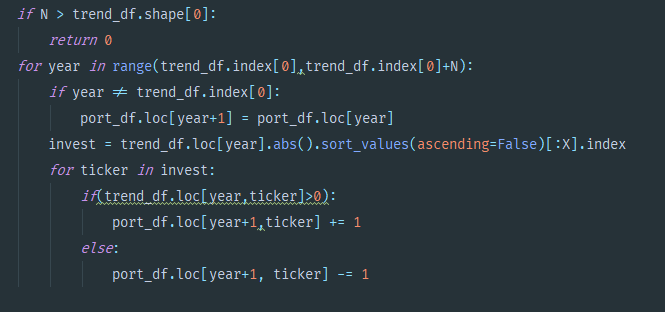 if N > trend_df.shape[0]:
return 0
for year in range(trend_df.index[0],trend_df.index[0]+N):
if year ≠ trend_df.index[0]:
port_df.loc[year+1] = port_df.loc[year]
invest = trend_df.loc[year].abs().sort_values(ascending=False)[:X].index
for ticker in invest:
if(trend_df.loc[year,ticker]>0):
port_df.loc[year+1,ticker] += 1
else:
port_df.loc[year+1, ticker] -= 1